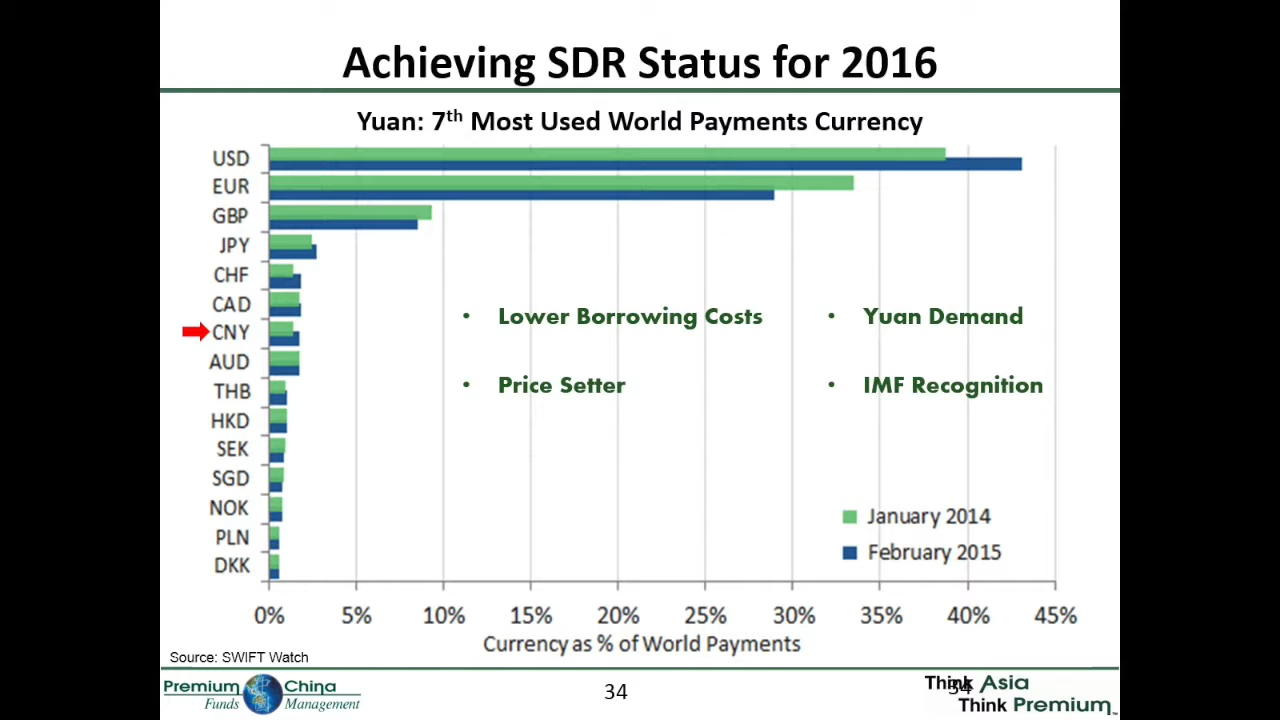 Achieving SDR Status for 2016
Yuan: 7th Most Used World Payments Currency
USD
EUR
GBP
JPY
CHF
CAD
CNY
AUD
THB
HKD
SEK
SGD
NOK
PLN
DKK
• Lower Borrowing Costs
• Yuan Demand
• Price Setter
• IMF Recognition
January 2014
February 2015
0% 5% 10% 15% 20% 25% 30% 35% 40% 45%
Currency as % of World Payments
Source: SWIFT Watch
Premium China
Funds Management
34
34
Think Asia
Think Premium™